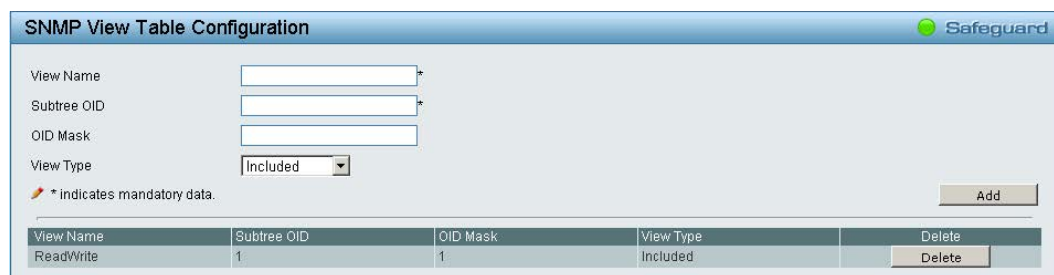 SNMP View Table Configuration Safeguard
View Name *
Subtree OID *
OID Mask
View Type Included
* indicates mandatory data. Add
View Name Subtree OID OID Mask View Type Delete
ReadWrite 1 1 Included Delete